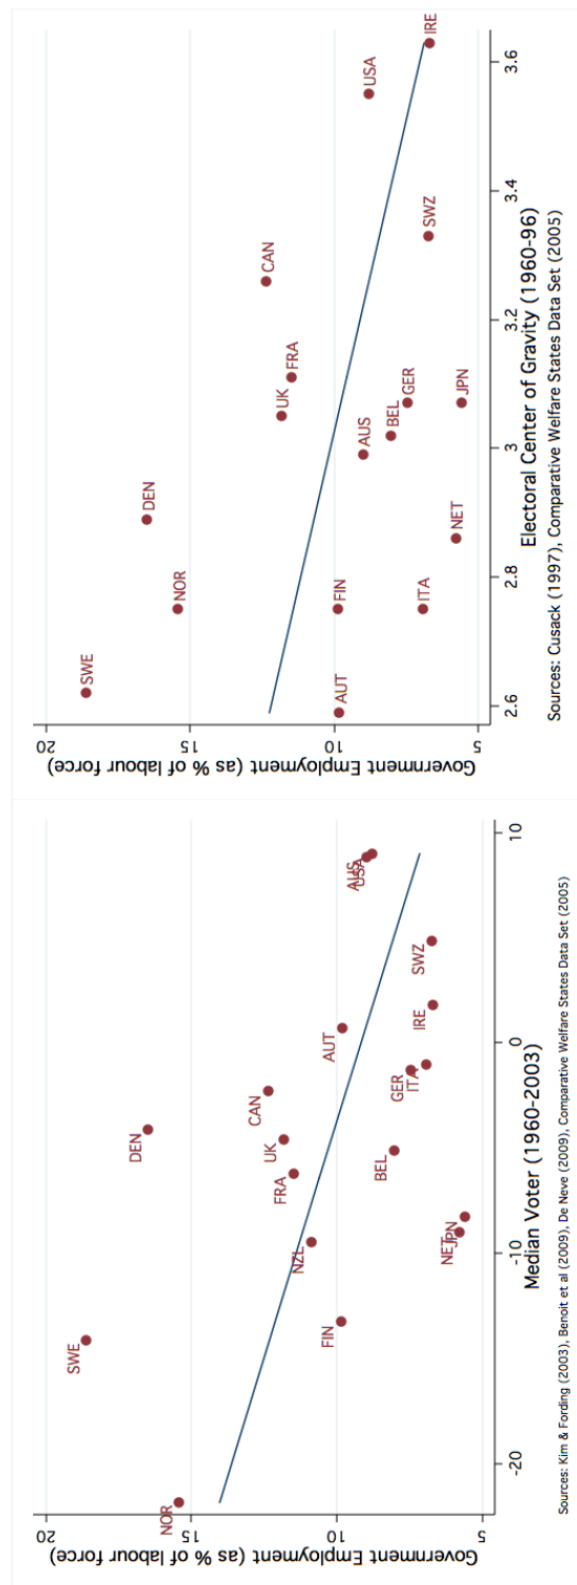 Government Employment (as % of labour force)
20
15
10
5
NOR
SWE
FIN
NZL
NET
JPN
FRA
BEL
UK
DEN
CAN
GER
ITA
AUT
IRE
SWZ
AUS
USA
-20
-10
0
10
Median Voter (1960-2003)
Sources: Kim & Fording (2003), Benoit et al (2009), De Neve (2009), Comparative Welfare States Data Set (2005)
Government Employment (as % of labour force)
20
15
10
5
AUT
SWE
NOR
FIN
ITA
NET
DEN
AUS
BEL
UK
GER
JPN
FRA
CAN
SWZ
USA
IRE
2.6
2.8
3
3.2
3.4
3.6
Electoral Center of Gravity (1960-96)
Sources: Cusack (1997), Comparative Welfare States Data Set (2005)